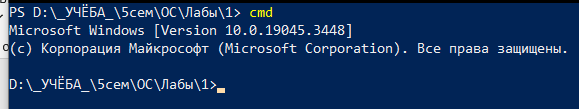 PS D:\_УЧЁБА_\5сем\ОС\Лабы\1> cmd
Microsoft Windows [Version 10.0.19045.3448]
(c) Корпорация Майкрософт (Microsoft Corporation). Все права защищены.
D:\_УЧЁБА_\5сем\ОС\Лабы\1>